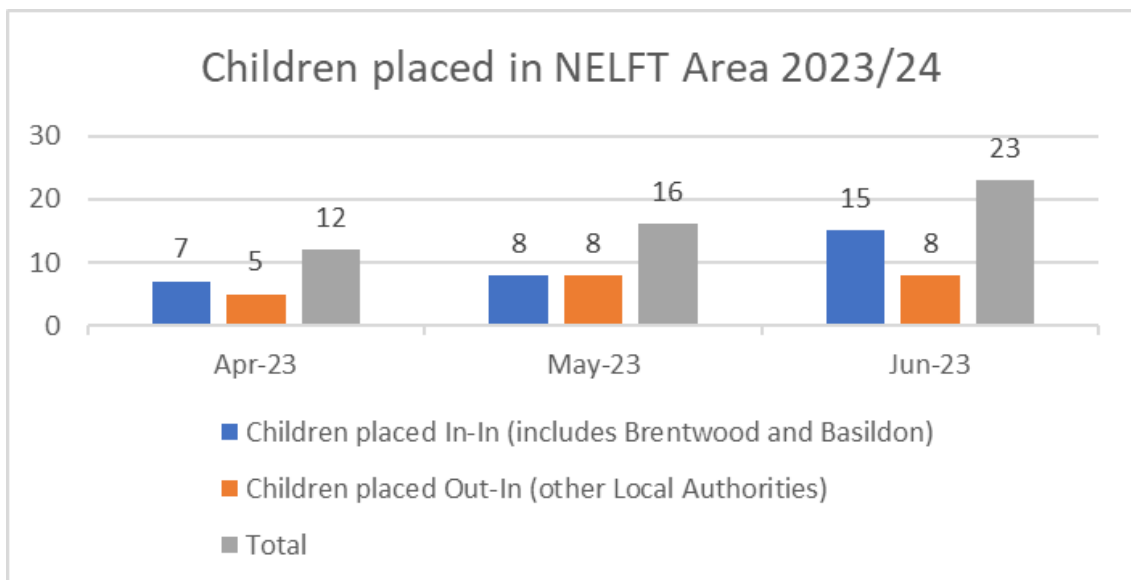 Children placed in NELFT Area 2023/24
30
20
10
0
7
5
12
8
8
16
15
8
23
Apr-23
May-23
Jun-23
Children placed In-In (includes Brentwood and Basildon)
Children placed Out-In (other Local Authorities)
Total